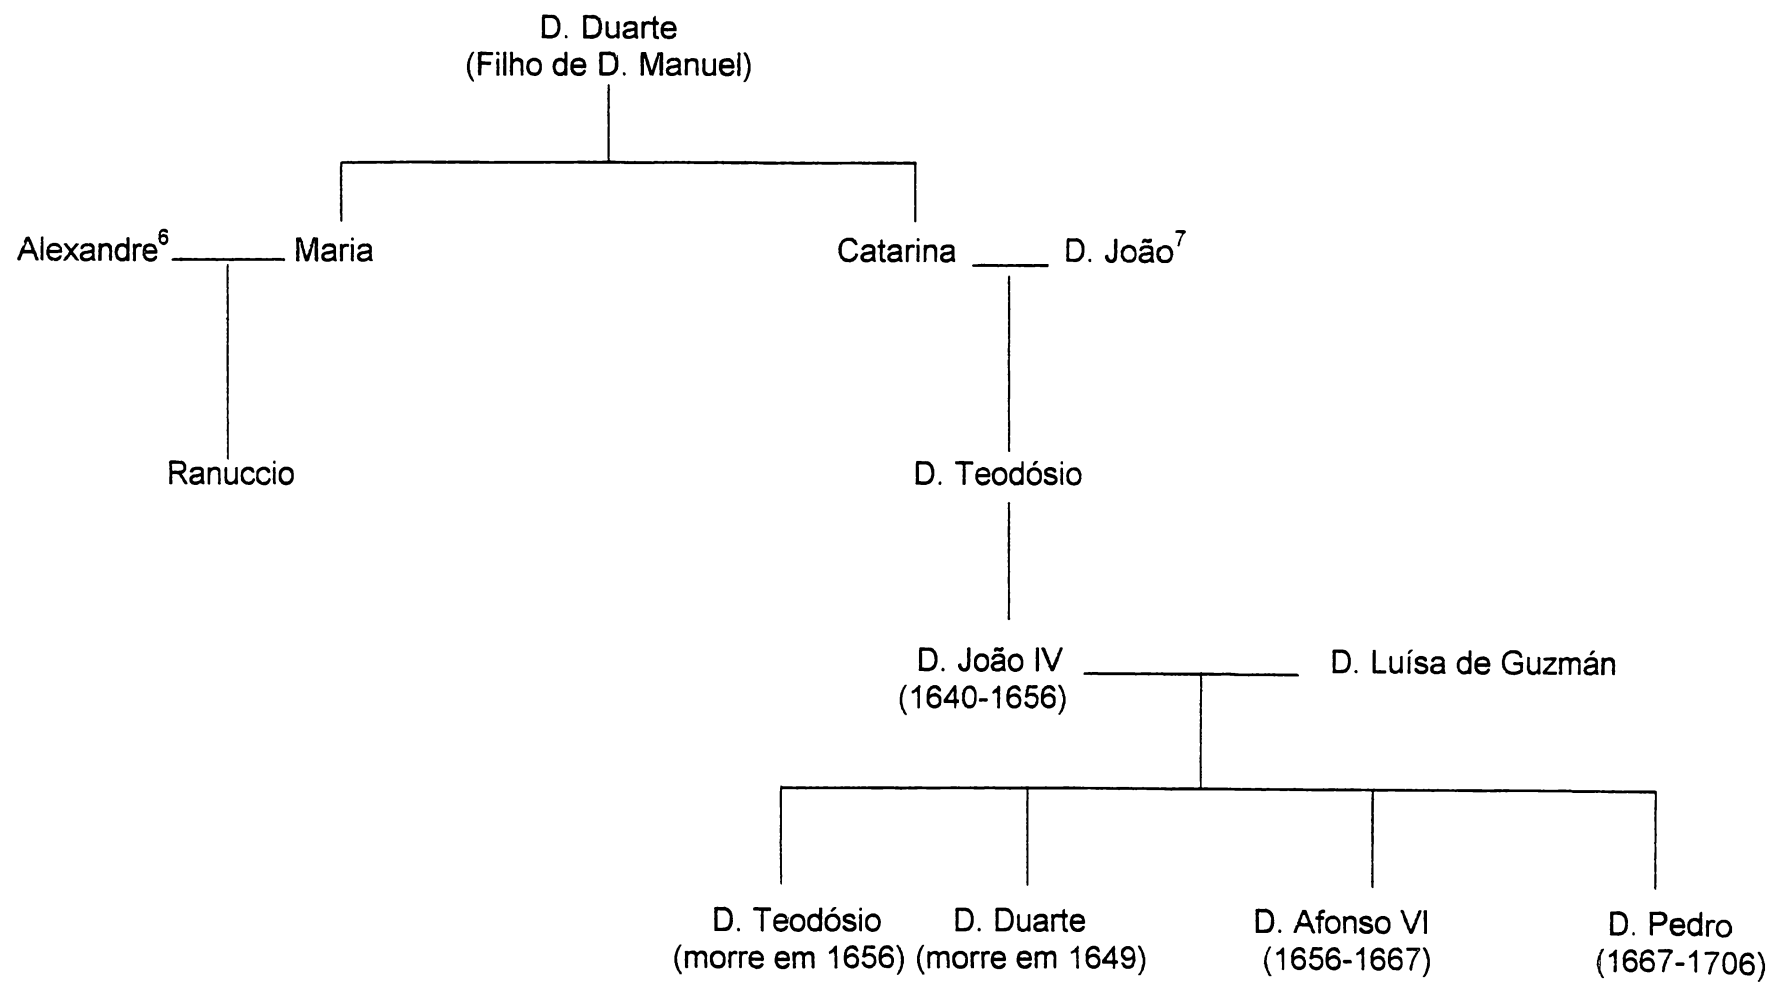 D. Duarte
(Filho de D. Manuel)
Alexandre⁶ Maria Catarina D. João⁷
Ranuccio D. Teodósio
D. João IV D. Luísa de Guzmán
(1640-1656)
D. Teodósio D. Duarte D. Afonso VI D. Pedro
(morre em 1656) (morre em 1649) (1656-1667) (1667-1706)